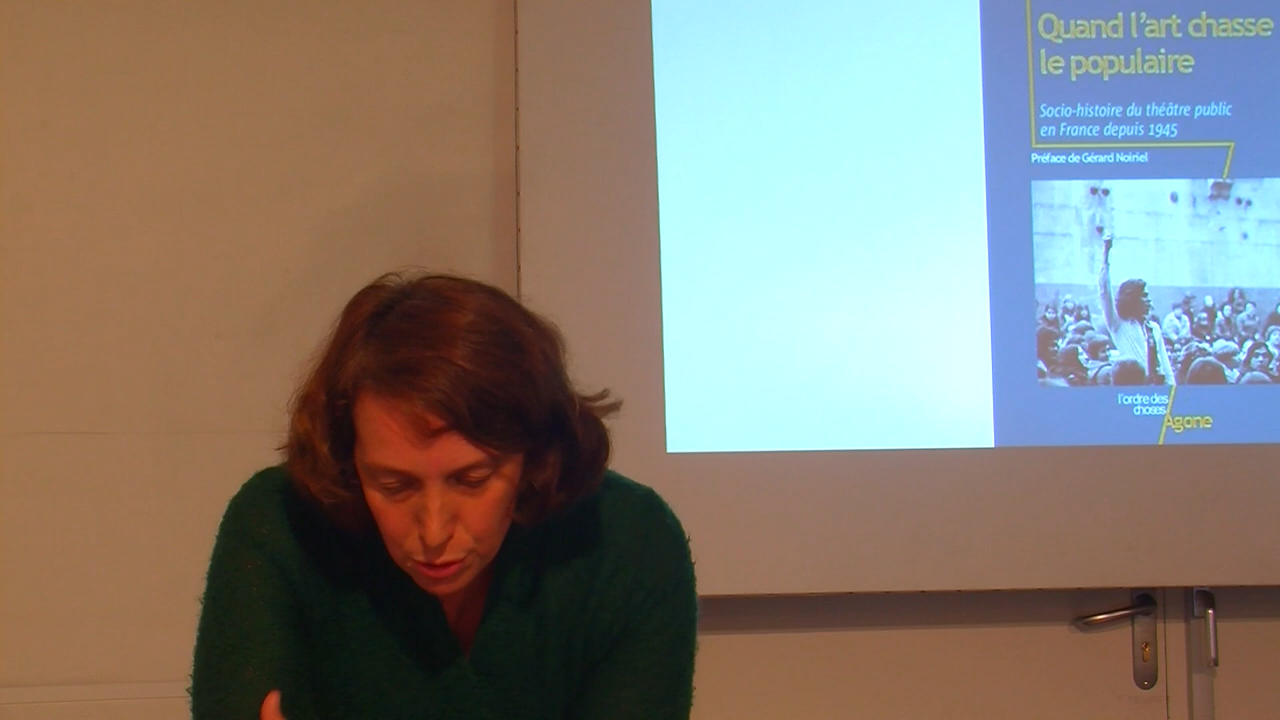 Quand l'art chasse
le populaire
Socio-histoire du théâtre public
en France depuis 1945
Préface de Gérard Noiriel
l'ordre des
choses
Agone